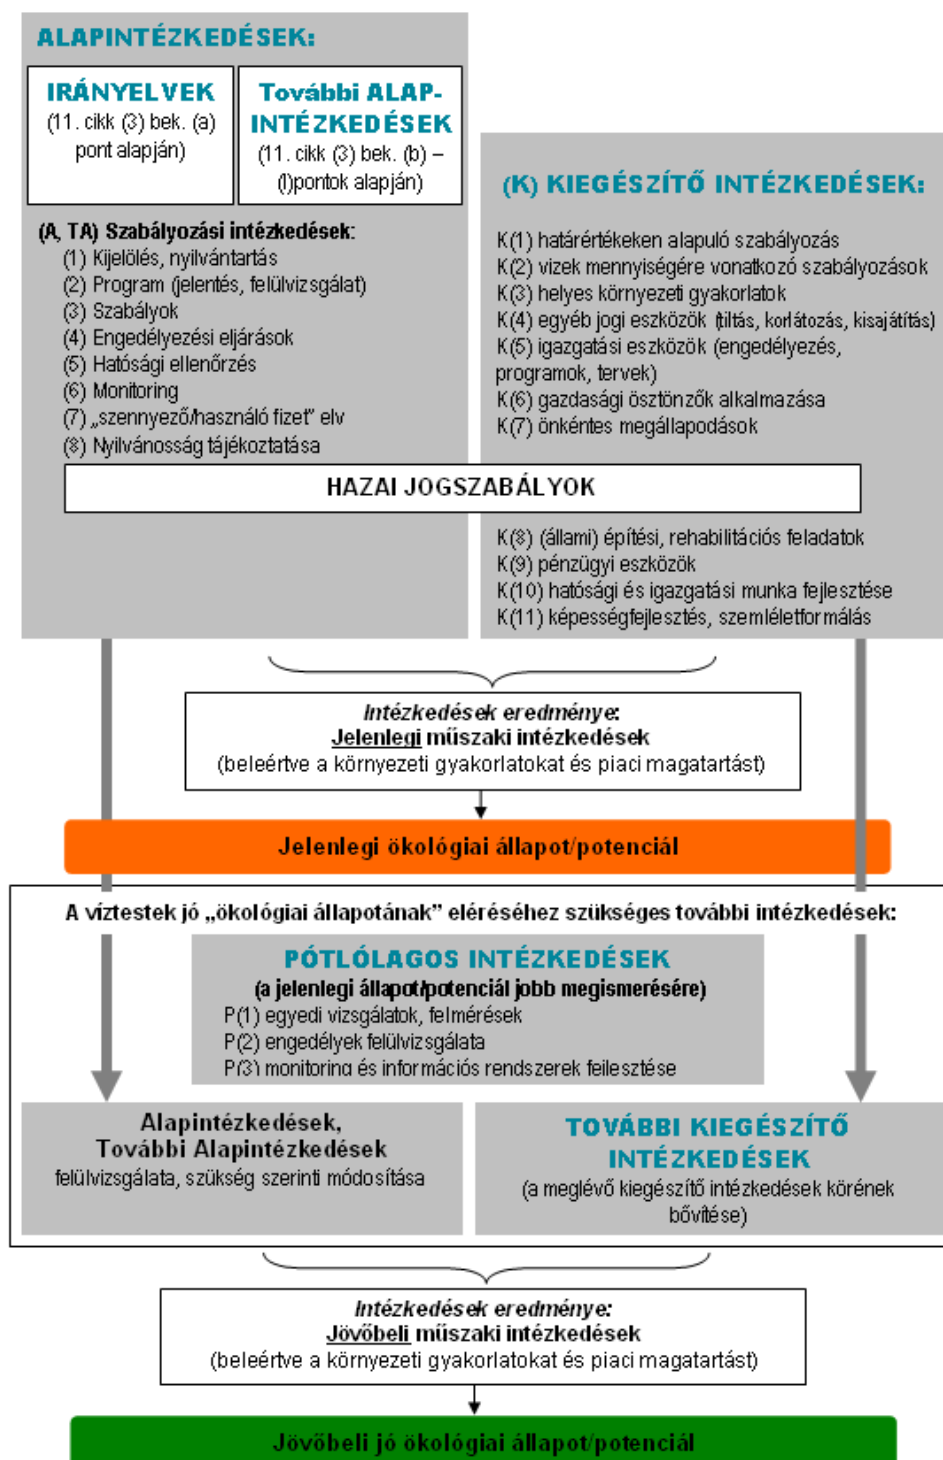 ALAPINTÉZKEDÉSEK:
IRÁNYELVEK
(11. cikk (3) bek. (a)
pont alapján)
További ALAP-
INTÉZKEDÉSEK
(11. cikk (3) bek. (b) –
(l)pontok alapján)
(A, TA) Szabályozási intézkedések:
(1) Kijelölés, nyilvántartás
(2) Program (jelentés, felülvizsgálat)
(3) Szabályok
(4) Engedélyezési eljárások
(5) Hatósági ellenőrzés
(6) Monitoring
(7) „szennyező/használó fizet” elv
(8) Nyilvánosság tájékoztatása
(K) KIEGÉSZÍTŐ INTÉZKEDÉSEK:
K(1) határértékeken alapuló szabályozás
K(2) vizek mennyiségére vonatkozó szabályozások
K(3) helyes környezeti gyakorlatok
K(4) egyéb jogi eszközök (tiltás, korlátozás, kisajátítás)
K(5) igazgatási eszközök (engedélyezés,
programok, tervek)
K(6) gazdasági ösztönzők alkalmazása
K(7) önkéntes megállapodások
HAZAI JOGSZABÁLYOK
K(8) (állami) építési, rehabilitációs feladatok
K(9) pénzügyi eszközök
K(10) hatósági és igazgatási munka fejlesztése
K(11) képességfejlesztés, szemléletformálás
Intézkedések eredménye:
Jelenlegi műszaki intézkedések
(beleértve a környezeti gyakorlatokat és piaci magatartást)
Jelenlegi ökológiai állapot/potenciál
A víztestek jó „ökológiai állapotának” eléréséhez szükséges további intézkedések:
PÓTLÓLAGOS INTÉZKEDÉSEK
(a jelenlegi állapot/potenciál jobb megismerésére)
P(1) egyedi vizsgálatok, felmérések
P(2) engedélyek felülvizsgálata
P(3) monitoring és információs rendszerek fejlesztése
Alapintézkedések,
További Alapintézkedések
felülvizsgálata, szükség szerinti módosítása
TOVÁBBI KIEGÉSZÍTŐ
INTÉZKEDÉSEK
(a meglévő kiegészítő intézkedések körének
bővítése)
Intézkedések eredménye:
Jövőbeli műszaki intézkedések
(beleértve a környezeti gyakorlatokat és piaci magatartást)
Jövőbeli jó ökológiai állapot/potenciál